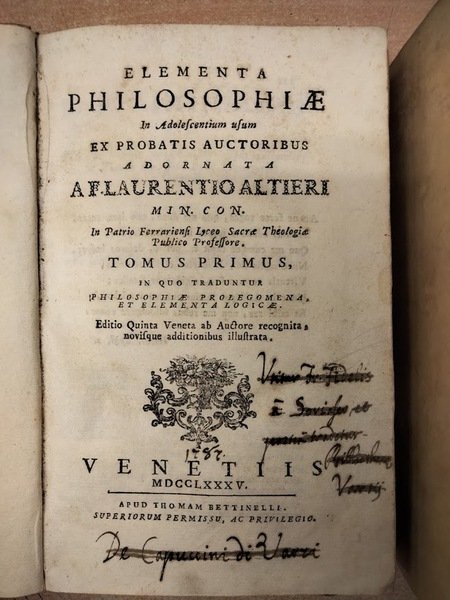 ELEMENTA
PHILOSOPHIÆ
In Adoleſcentium uſum
EX PROBATIS AUCTORIBUS
ADORNATA
A F. LAURENTIO ALTIERI
MIN. CON.
In Patrio Ferrarienſi Lyceo Sacræ Theologiæ
Publico Profeſſore.
TOMUS PRIMUS,
IN QUO TRADUNTUR
PHILOSOPHIÆ PROLEGOMENA,
ET ELEMENTA LOGICÆ.
Editio Quinta Veneta ab Auctore recognita,
noviſque additionibus illuſtrata.
1787.
VENETIIS
MDCCLXXXV.
APUD THOMAM BETTINELLI.
SUPERIORUM PERMISSU, AC PRIVILEGIO.
De Capuccini di